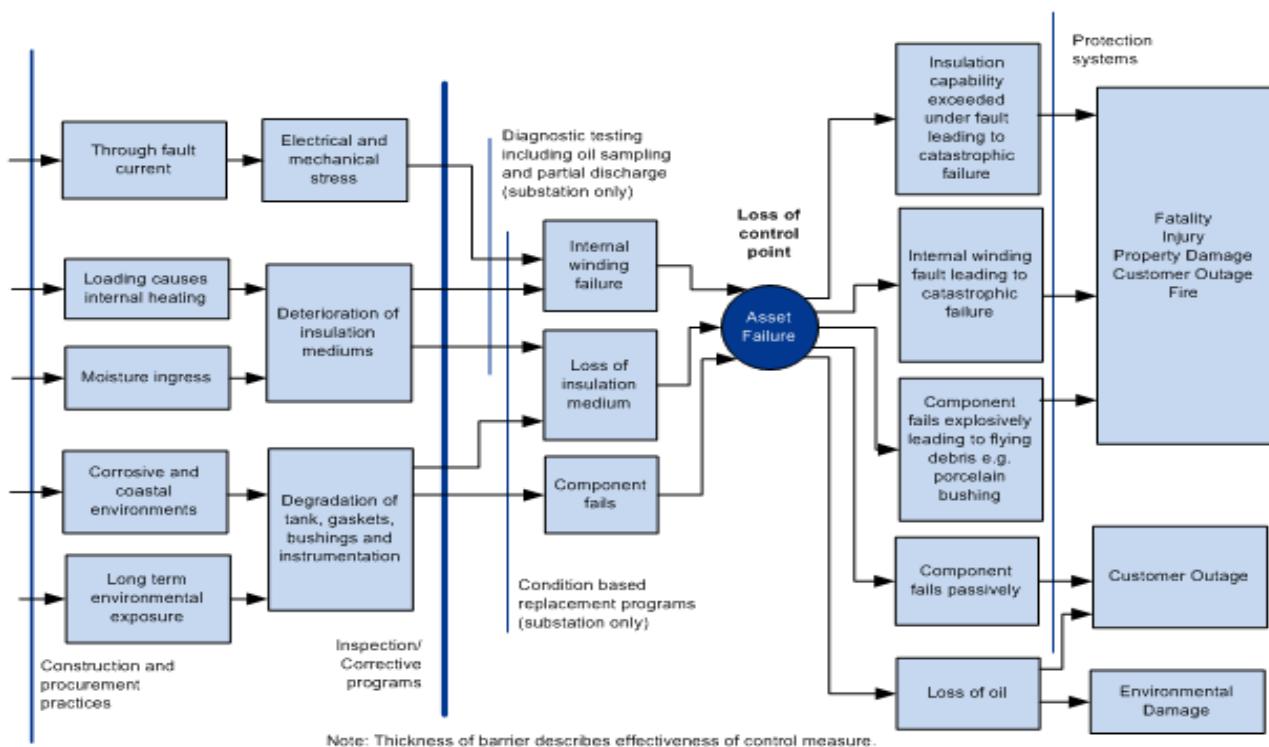 Through fault
current
Electrical and
mechanical
stress
Loading causes
internal heating
Moisture ingress
Deterioration of
insulation
mediums
Corrosive and
coastal
environments
Long term
environmental
exposure
Degradation of
tank, gaskets,
bushings and
instrumentation
Construction and
procurement
practices
Inspection/
Corrective
programs
Diagnostic testing
including oil sampling
and partial discharge
(substation only)
Internal
winding
failure
Loss of
insulation
medium
Component
fails
Condition based
replacement programs
(substation only)
Loss of
control
point
Asset
Failure
Insulation
capability
exceeded
under fault
leading to
catastrophic
failure
Internal winding
fault leading to
catastrophic
failure
Component
fails explosively
leading to flying
debris e.g.
porcelain
bushing
Component
fails passively
Loss of oil
Protection
systems
Fatality
Injury
Property Damage
Customer Outage
Fire
Customer Outage
Environmental
Damage
Note: Thickness of barrier describes effectiveness of control measure.